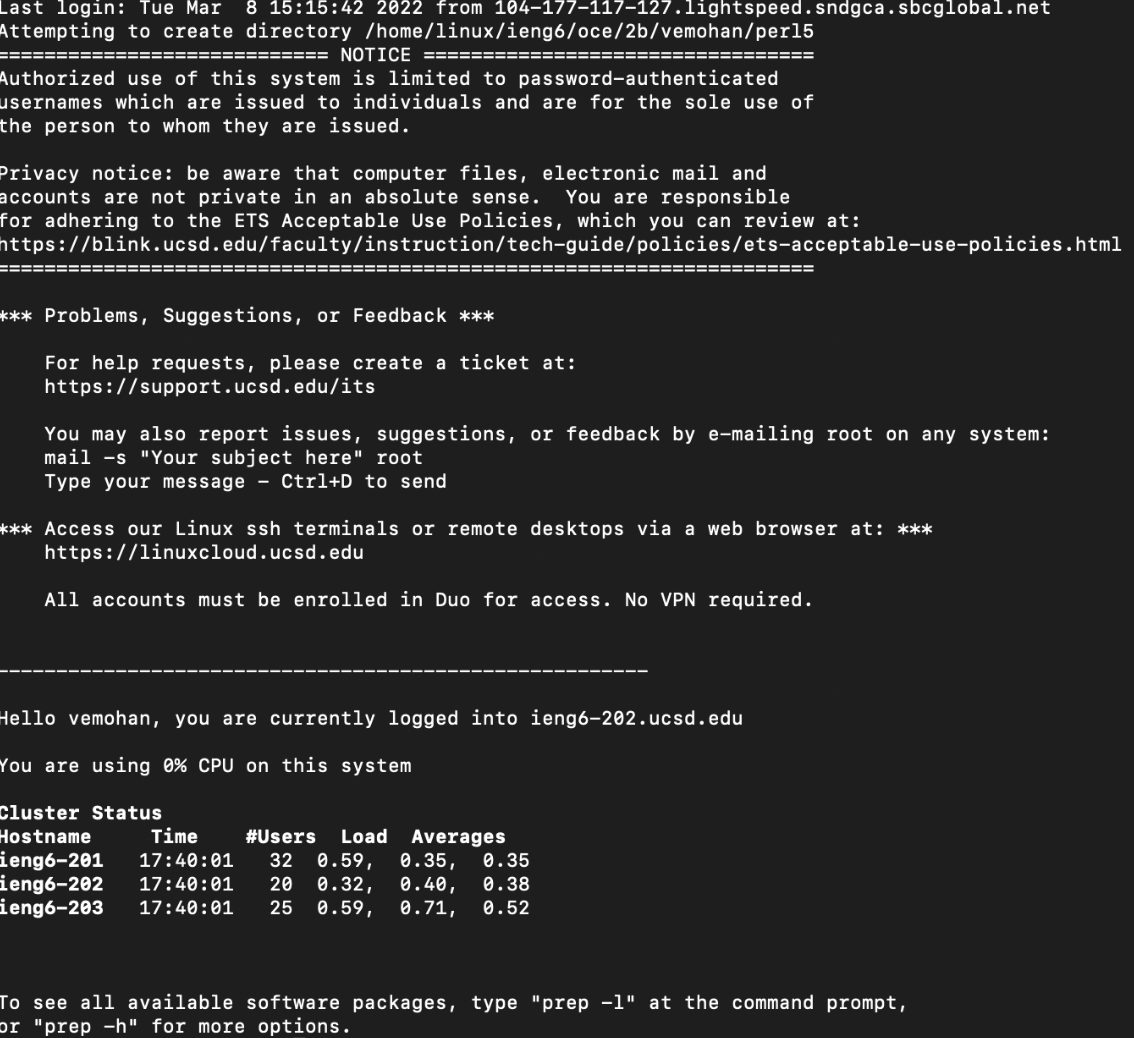 Last login: Tue Mar  8 15:15:42 2022 from 104-177-117-127.lightspeed.sndgca.sbcglobal.net
Attempting to create directory /home/linux/ieng6/oce/2b/vemohan/perl5
============================ NOTICE =================================
Authorized use of this system is limited to password-authenticated
usernames which are issued to individuals and are for the sole use of
the person to whom they are issued.

Privacy notice: be aware that computer files, electronic mail and
accounts are not private in an absolute sense.  You are responsible
for adhering to the ETS Acceptable Use Policies, which you can review at:
https://blink.ucsd.edu/faculty/instruction/tech-guide/policies/ets-acceptable-use-policies.html
=====================================================================

*** Problems, Suggestions, or Feedback ***

    For help requests, please create a ticket at:
    https://support.ucsd.edu/its

    You may also report issues, suggestions, or feedback by e-mailing root on any system:
    mail -s "Your subject here" root
    Type your message - Ctrl+D to send

*** Access our Linux ssh terminals or remote desktops via a web browser at: ***
    https://linuxcloud.ucsd.edu

    All accounts must be enrolled in Duo for access. No VPN required.


-------------------------------------------------------

Hello vemohan, you are currently logged into ieng6-202.ucsd.edu

You are using 0% CPU on this system

Cluster Status
Hostname     Time    #Users  Load  Averages
ieng6-201   17:40:01   32  0.59,  0.35,  0.35
ieng6-202   17:40:01   20  0.32,  0.40,  0.38
ieng6-203   17:40:01   25  0.59,  0.71,  0.52


To see all available software packages, type "prep -l" at the command prompt,
or "prep -h" for more options.